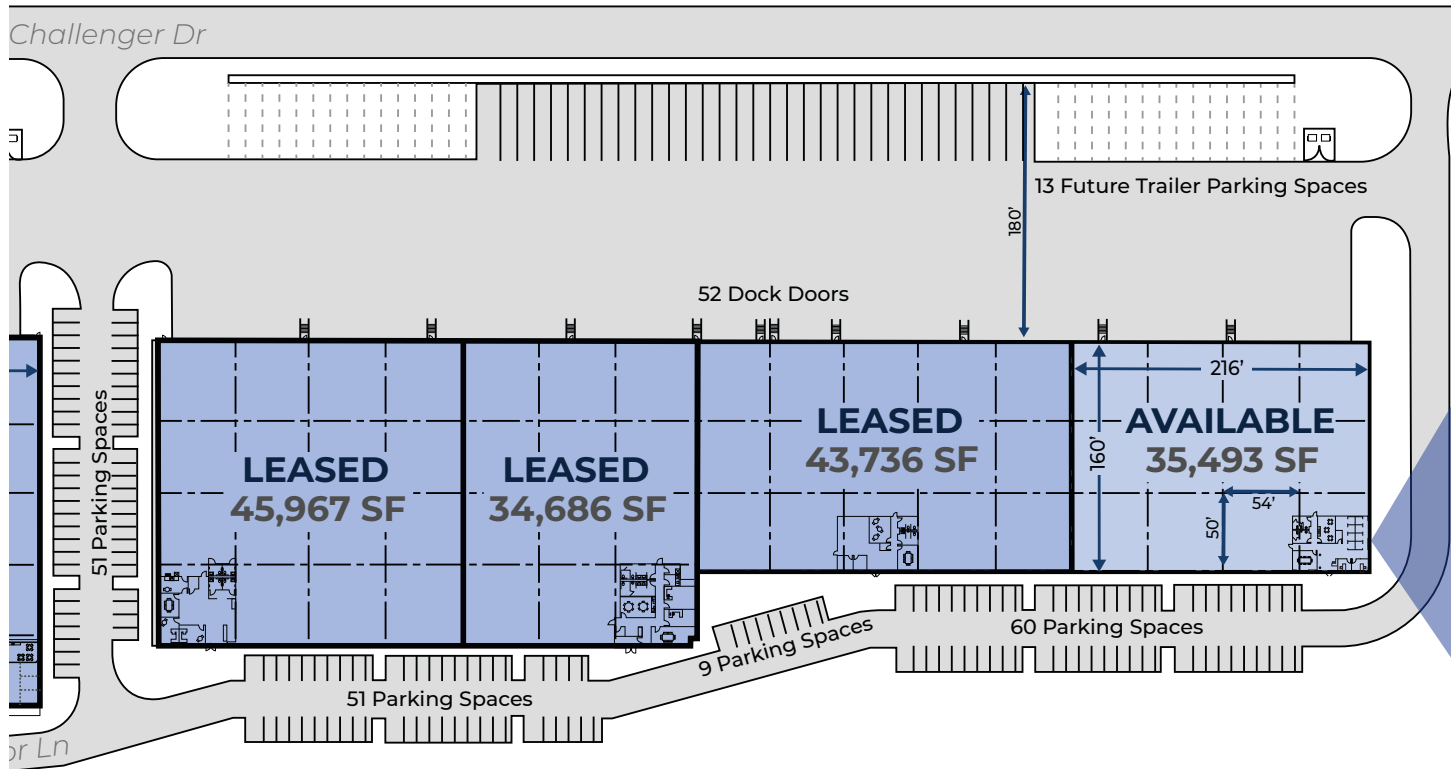 Challenger Dr
13 Future Trailer Parking Spaces
180’
52 Dock Doors
216’
LEASED
45,967 SF
LEASED
34,686 SF
LEASED
43,736 SF
AVAILABLE
35,493 SF
160’
54’
50’
51 Parking Spaces
51 Parking Spaces
9 Parking Spaces
60 Parking Spaces
or Ln